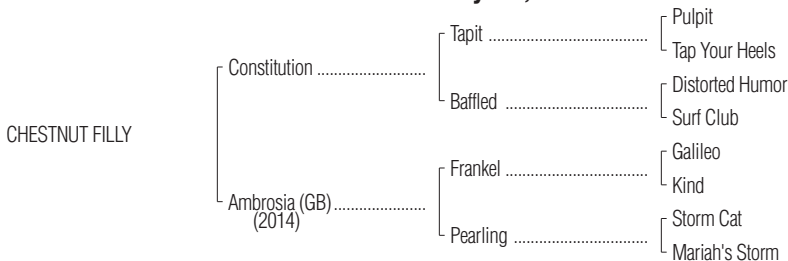 Pulpit
Tapit ..........................................
Tap Your Heels
Constitution ............................
Distorted Humor
Baffled ......................................
Surf Club
CHESTNUT FILLY
Galileo
Frankel ......................................
Kind
Ambrosia (GB) ........................
(2014)
Storm Cat
Pearling ....................................
Mariah's Storm